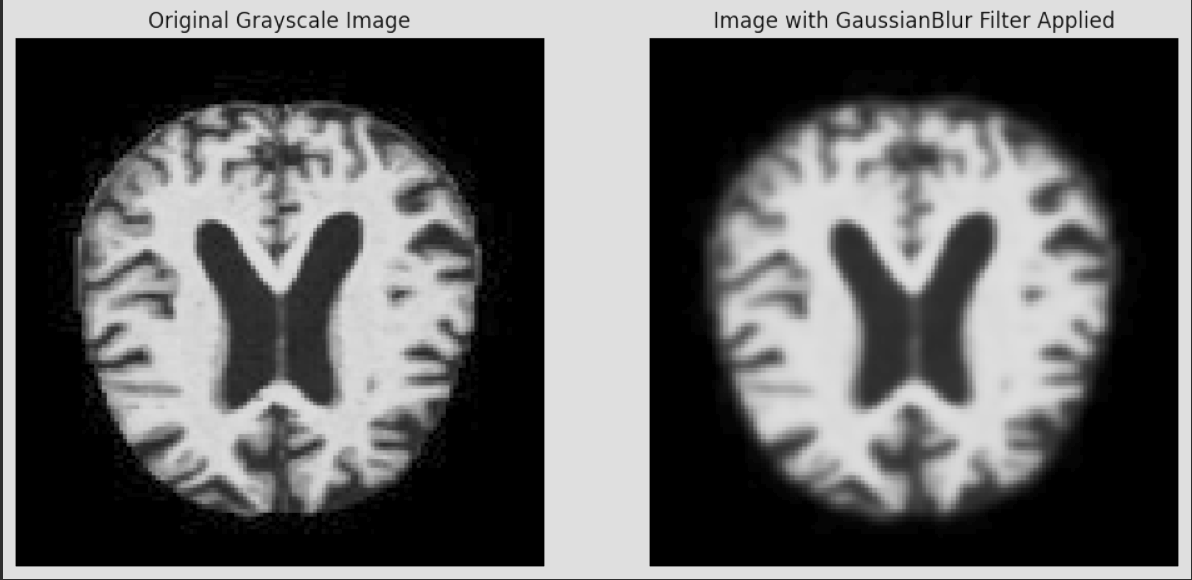 Original Grayscale Image
Image with GaussianBlur Filter Applied